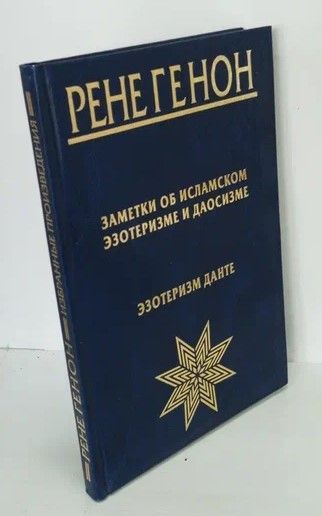 РЕНЕ ГЕНОН
ЗАМЕТКИ ОБ ИСЛАМСКОМ
ЭЗОТЕРИЗМЕ И ДАОСИЗМЕ
ЭЗОТЕРИЗМ ДАНТЕ
РЕНЕ ГЕНОН ИЗБРАННЫЕ ПРОИЗВЕДЕНИЯ